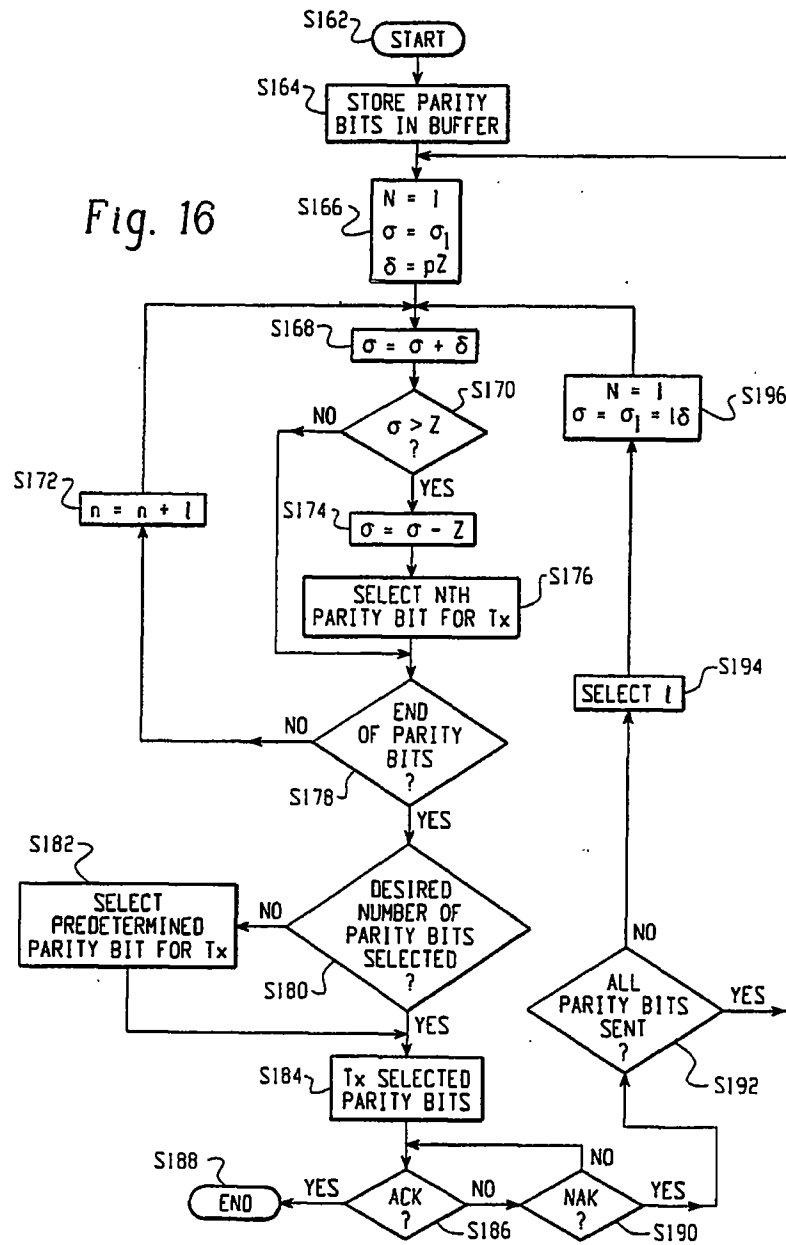 S162
START
S164
STORE PARITY
BITS IN BUFFER
Fig. 16
S166
N = 1
σ = σ1
δ = pZ
S168
σ = σ + δ
S170
NO
σ > Z
?
YES
S172
n = n + 1
S174
σ = σ - Z
S176
SELECT NTH
PARITY BIT FOR Tx
S196
N = 1
σ = σ1 = lδ
S194
SELECT l
NO
END
OF PARITY
BITS
?
S178
YES
S182
SELECT
PREDETERMINED
PARITY BIT FOR Tx
NO
DESIRED
NUMBER OF
PARITY BITS
SELECTED
?
S180
YES
NO
ALL
PARITY BITS
SENT
?
YES
S192
S184
Tx SELECTED
PARITY BITS
S188
END
YES
ACK
?
S186
NO
NO
NAK
?
S190
YES